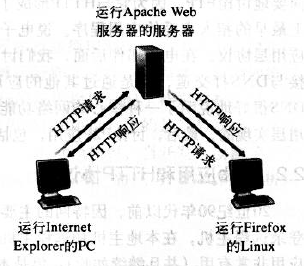 运行Apache Web
服务器的服务器
HTTP请求
HTTP响应
HTTP响应
HTTP请求
运行Internet
Explorer的PC
运行Firefox
的Linux